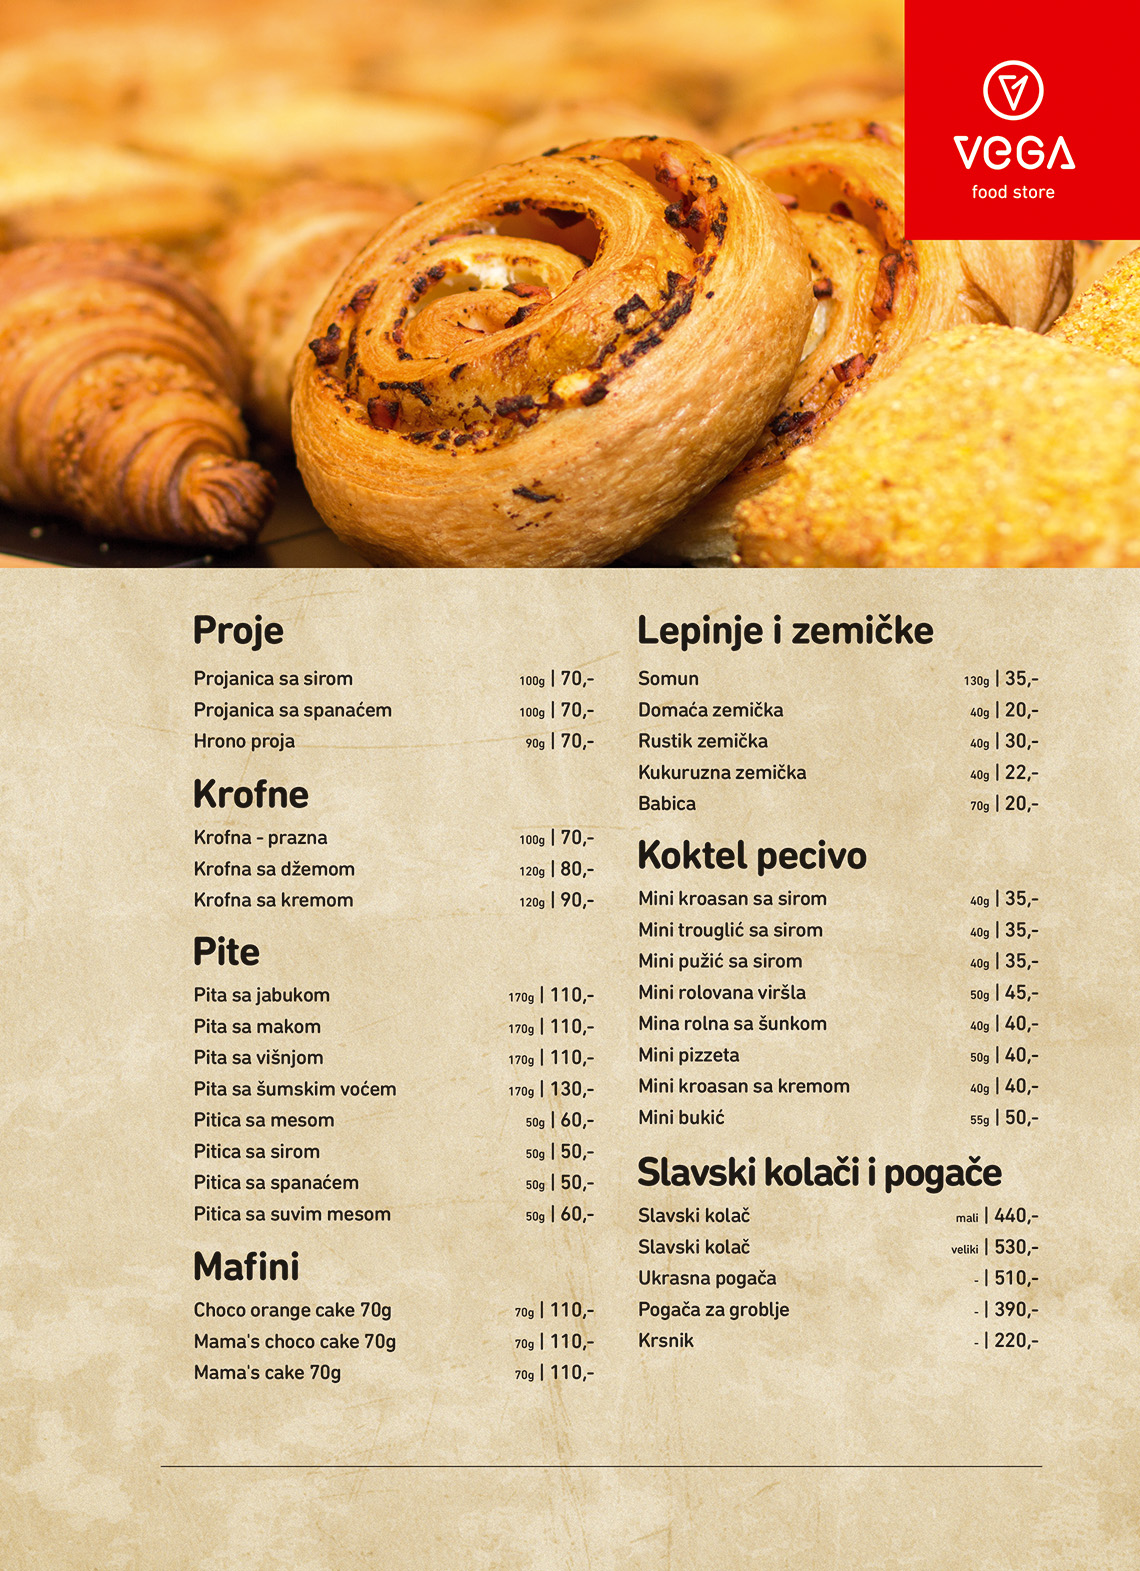 VEGA
food store
Proje
Projanica sa sirom 100g | 70,-
Projanica sa spanaćem 100g | 70,-
Hrono proja 90g | 70,-
Krofne
Krofna - prazna 100g | 70,-
Krofna sa džemom 120g | 80,-
Krofna sa kremom 120g | 90,-
Pite
Pita sa jabukom 170g | 110,-
Pita sa makom 170g | 110,-
Pita sa višnjom 170g | 110,-
Pita sa šumskim voćem 170g | 130,-
Pitica sa mesom 50g | 60,-
Pitica sa sirom 50g | 50,-
Pitica sa spanaćem 50g | 50,-
Pitica sa suvim mesom 50g | 60,-
Mafini
Choco orange cake 70g 70g | 110,-
Mama's choco cake 70g 70g | 110,-
Mama's cake 70g 70g | 110,-
Lepinje i zemičke
Somun 130g | 35,-
Domaća zemička 40g | 20,-
Rustik zemička 40g | 30,-
Kukuruzna zemička 40g | 22,-
Babica 70g | 20,-
Koktel pecivo
Mini kroasan sa sirom 40g | 35,-
Mini trouglić sa sirom 40g | 35,-
Mini pužić sa sirom 40g | 35,-
Mini rolovana viršla 50g | 45,-
Mina rolna sa šunkom 40g | 40,-
Mini pizzeta 50g | 40,-
Mini kroasan sa kremom 40g | 40,-
Mini bukić 55g | 50,-
Slavski kolači i pogače
Slavski kolač mali | 440,-
Slavski kolač veliki | 530,-
Ukrasna pogača - | 510,-
Pogača za groblje - | 390,-
Krsnik - | 220,-